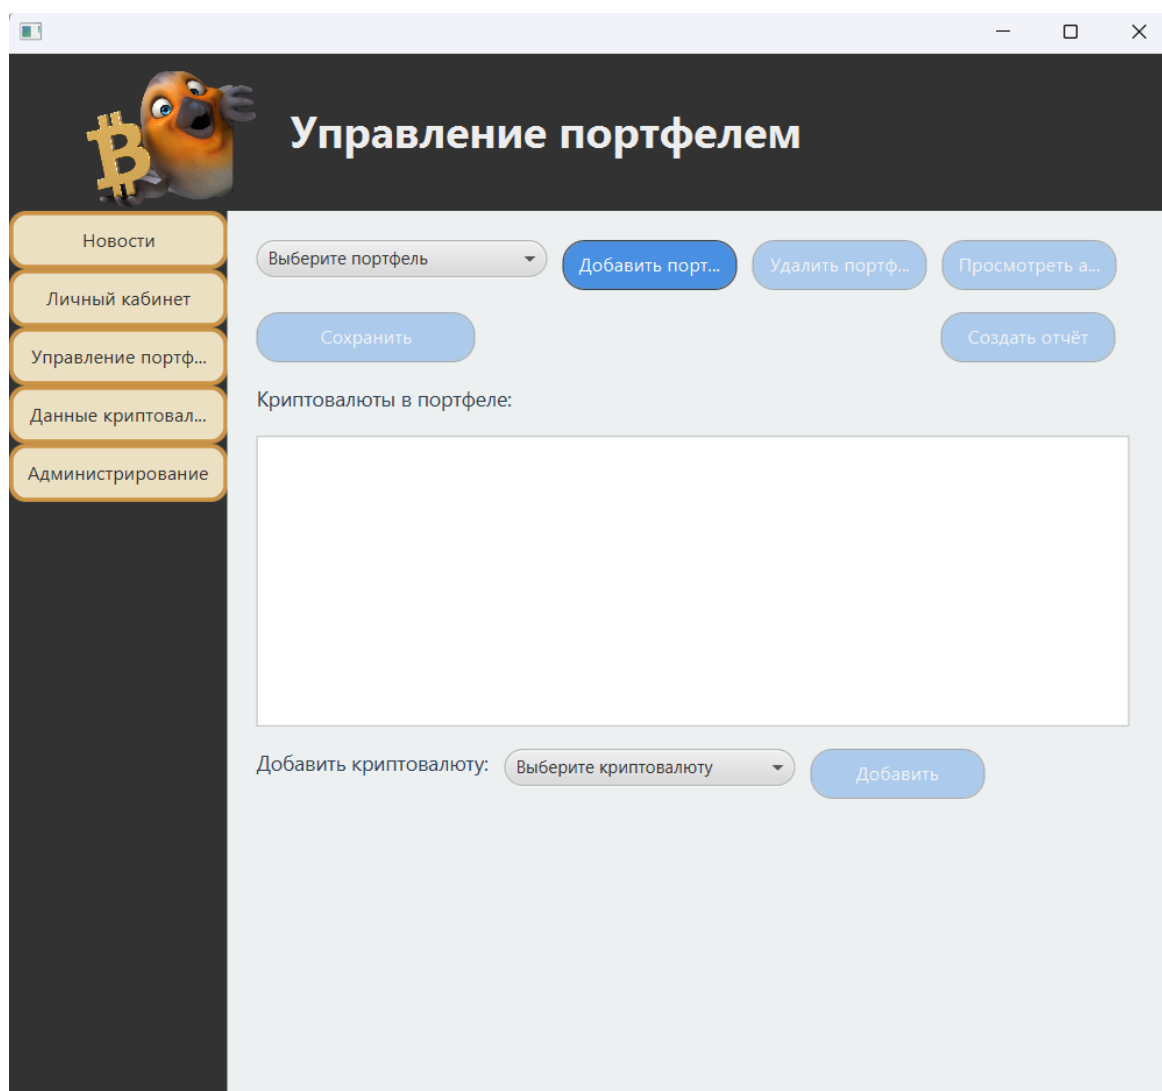 Управление портфелем
Новости
Личный кабинет
Управление портф...
Данные криптовал...
Администрирование
Выберите портфель
Добавить порт...
Удалить портф...
Просмотреть а...
Сохранить
Создать отчёт
Криптовалюты в портфеле:
Добавить криптовалюту:
Выберите криптовалюту
Добавить